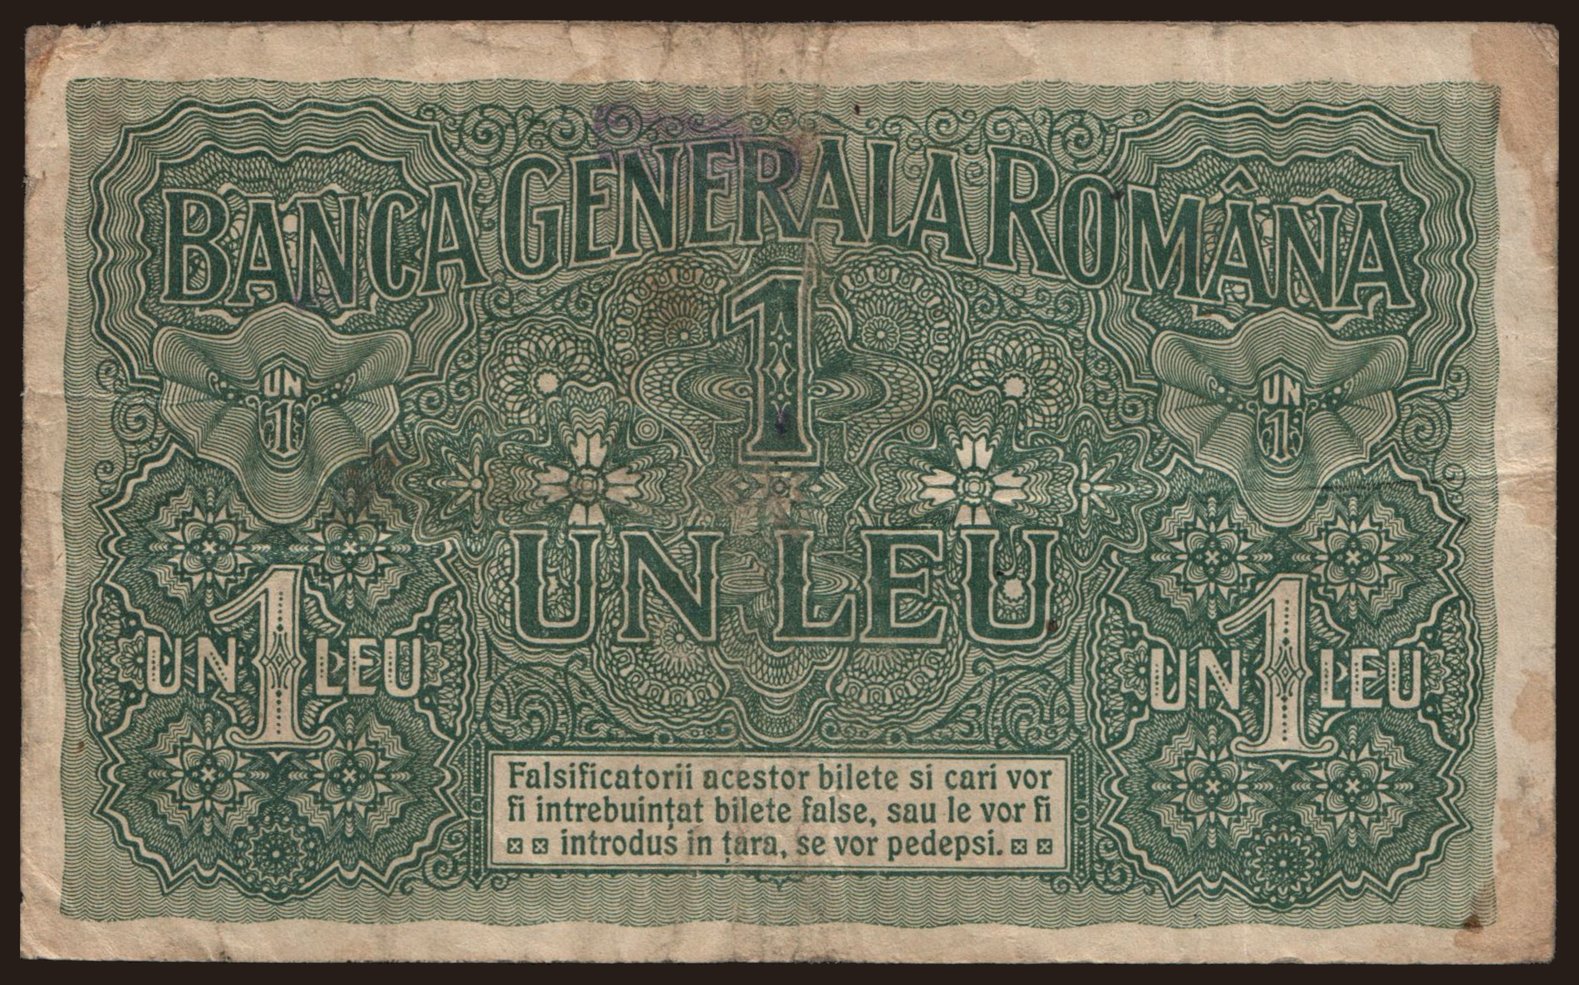 BANCA GENERALA ROMÂNA
1
UN
1
UN
1
UN LEU
UN 1 LEU
UN 1 LEU
Falsificatorii acestor bilete si cari vor
fi intrebuințat bilete false, sau le vor fi
introdus in țara, se vor pedepsi.